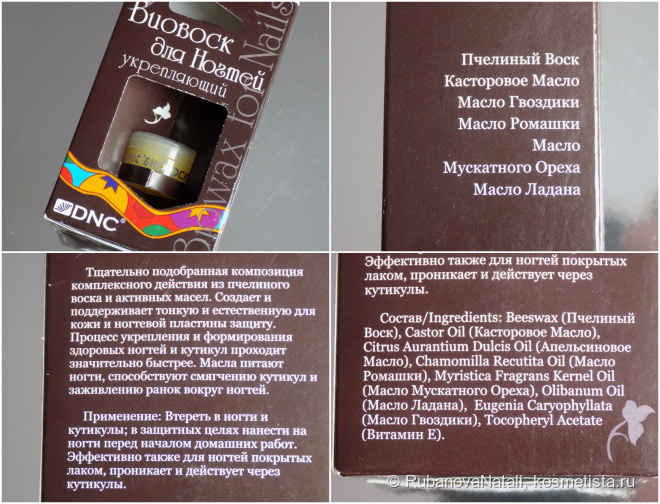 Биовоск
для Ногтей
укрепляющий
Biowax for Nails
DNC®
Пчелиный Воск
Касторовое Масло
Масло Гвоздики
Масло Ромашки
Масло
Мускатного Ореха
Масло Ладана
Тщательно подобранная композиция
комплексного действия из пчелиного
воска и активных масел. Создает и
поддерживает тонкую и естественную для
кожи и ногтевой пластины защиту.
Процесс укрепления и формирования
здоровых ногтей и кутикул проходит
значительно быстрее. Масла питают
ногти, способствуют смягчению кутикул и
заживлению ранок вокруг ногтей.
Применение: Втереть в ногти и
кутикулы; в защитных целях нанести на
ногти перед началом домашних работ.
Эффективно также для ногтей покрытых
лаком, проникает и действует через
кутикулы.
Эффективно также для ногтей покрытых
лаком, проникает и действует через
кутикулы.
Состав/Ingredients: Beeswax (Пчелиный
Воск), Castor Oil (Касторовое Масло),
Citrus Aurantium Dulcis Oil (Апельсиновое
Масло), Chamomilla Recutita Oil (Масло
Ромашки), Myristica Fragrans Kernel Oil
(Масло Мускатного Ореха), Olibanum Oil
(Масло Ладана), Eugenia Caryophyllata
(Масло Гвоздики), Tocopheryl Acetate
(Витамин Е).
© RubanovaNatali, kosmetista.ru